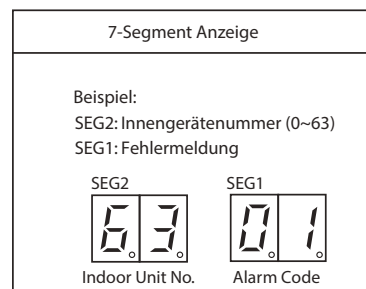 7-Segment Anzeige
Beispiel:
SEG2: Innengerätenummer (0~63)
SEG1: Fehlermeldung
SEG2 SEG1
63 01
Indoor Unit No. Alarm Code